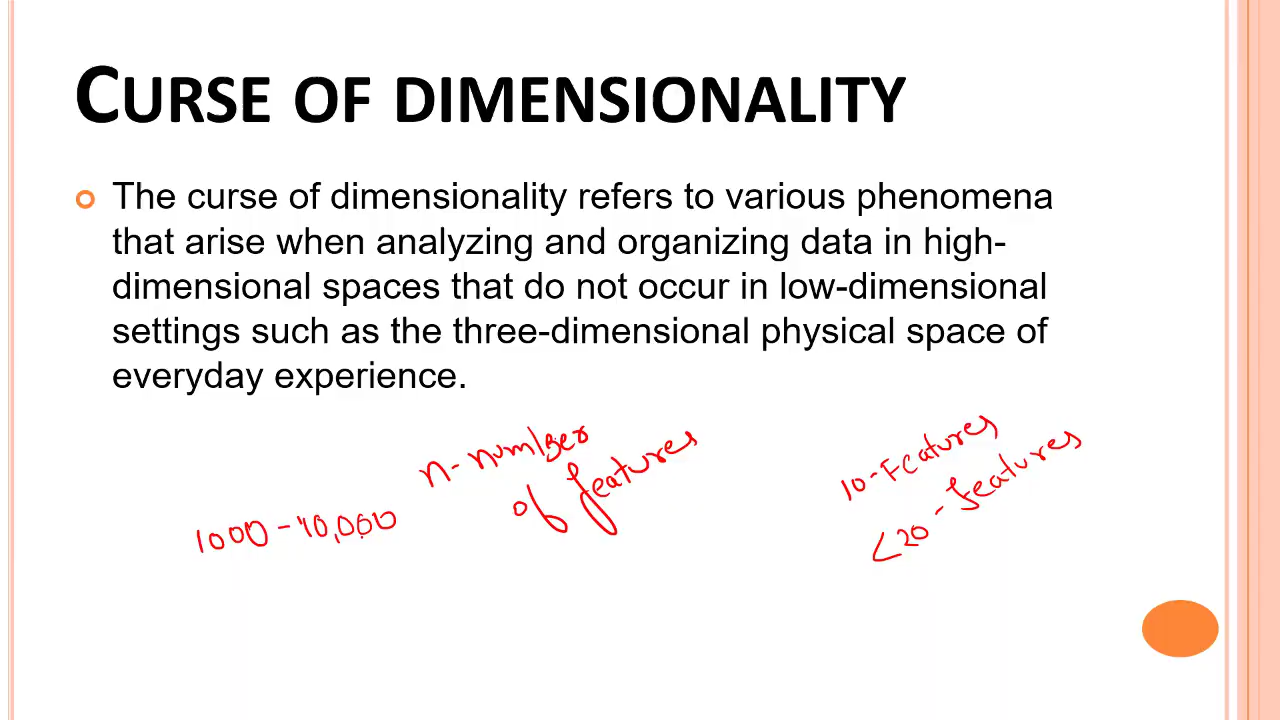 CURSE OF DIMENSIONALITY
The curse of dimensionality refers to various phenomena
that arise when analyzing and organizing data in high-
dimensional spaces that do not occur in low-dimensional
settings such as the three-dimensional physical space of
everyday experience.
n - number
of features
1000 - 10,000
10 - Features
<20 - features